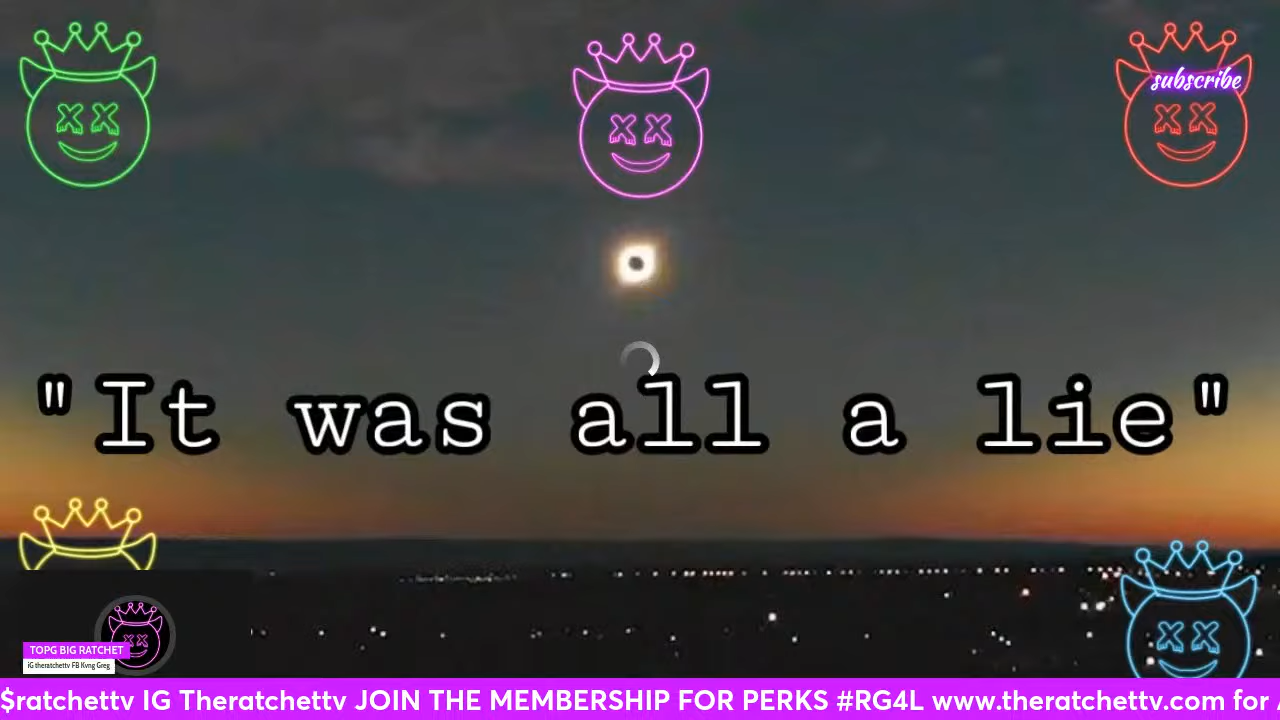 subscribe
"It was all a lie"
TOPG BIG RATCHET
iG theratchettv FB Kvng Greg
$ratchettv IG Theratchettv JOIN THE MEMBERSHIP FOR PERKS #RG4L www.theratchettv.com for